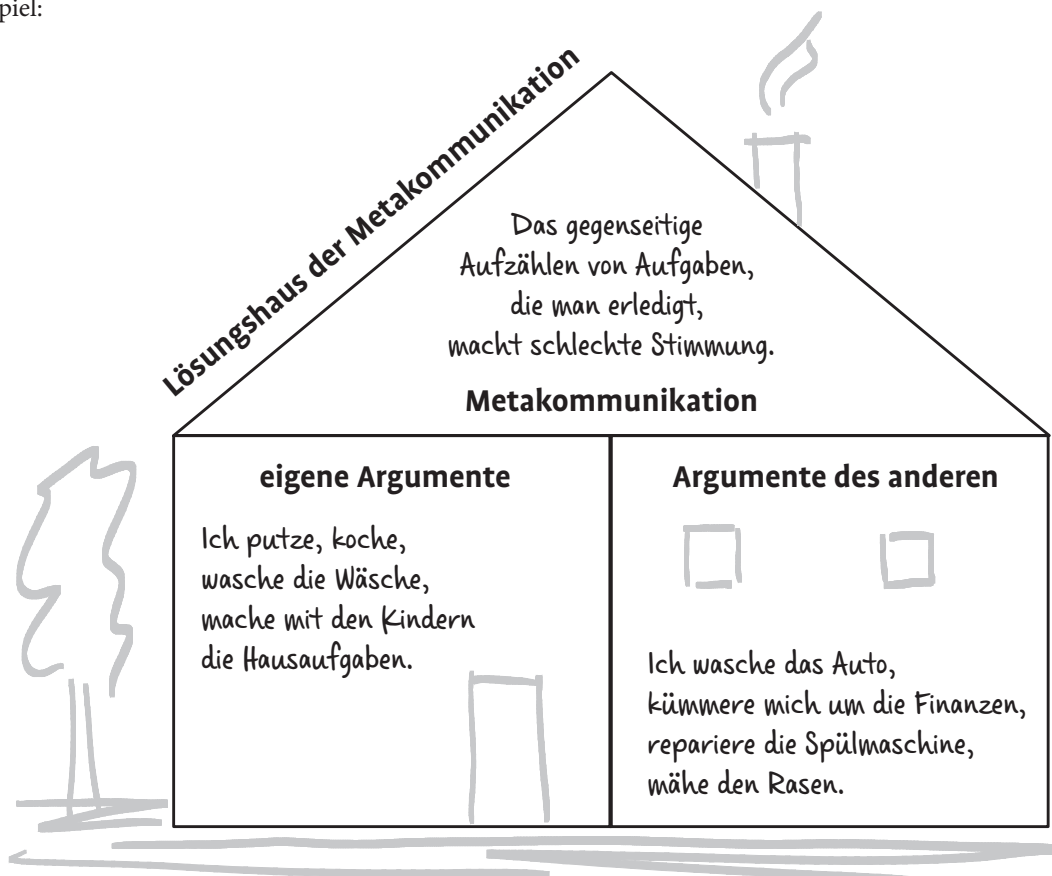 piel:
Lösungshaus der Metakommunikation
Das gegenseitige
Aufzählen von Aufgaben,
die man erledigt,
macht schlechte Stimmung.
Metakommunikation
eigene Argumente
Ich putze, koche,
wasche die Wäsche,
mache mit den Kindern
die Hausaufgaben.
Argumente des anderen
Ich wasche das Auto,
kümmere mich um die Finanzen,
repariere die Spülmaschine,
mähe den Rasen.